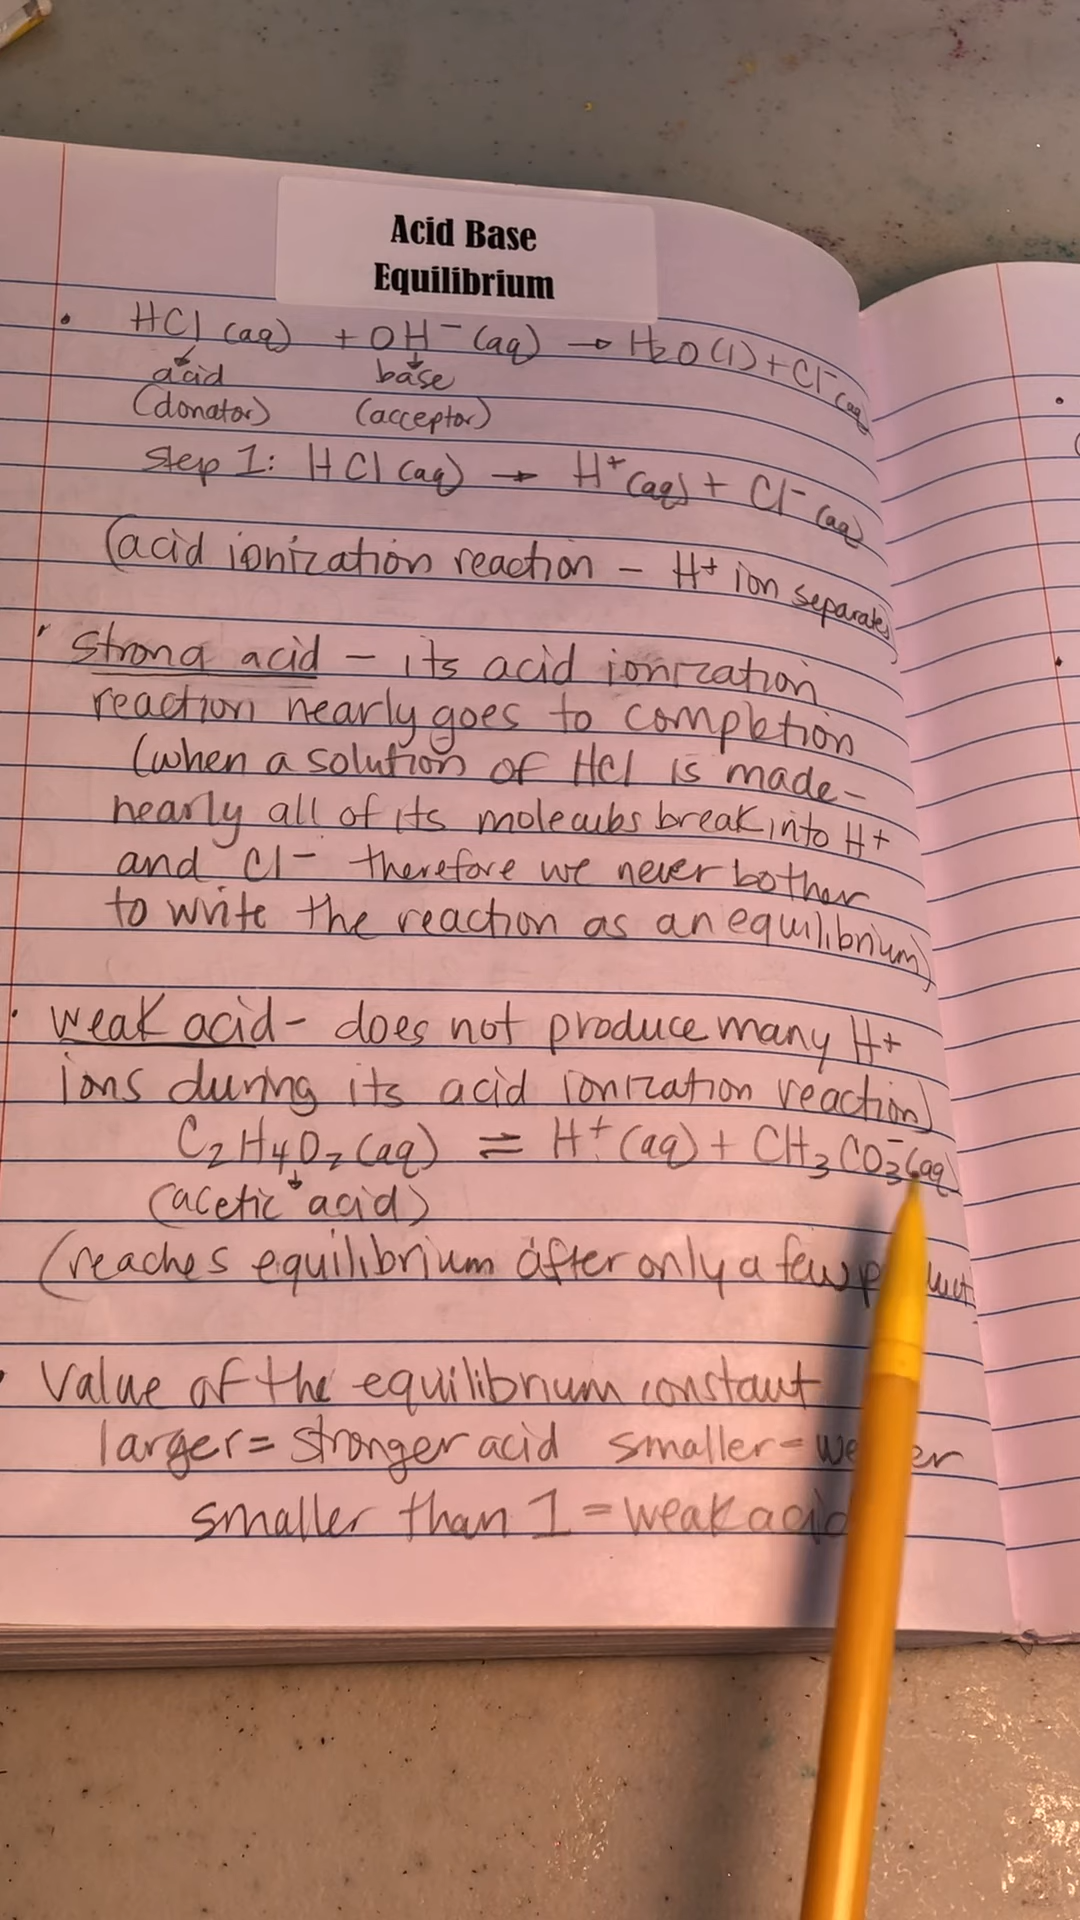 Acid Base
Equilibrium
• HCl (aq) + OH⁻ (aq) → H₂O (l) + Cl⁻ (aq)
acid base
(donator) (acceptor)
step 1: HCl (aq) → H⁺ (aq) + Cl⁻ (aq)
(acid ionization reaction – H⁺ ion separates)
• strong acid – its acid ionization
reaction nearly goes to completion
(when a solution of HCl is made –
nearly all of its molecules break into H+
and Cl⁻ therefore we never bother
to write the reaction as an equilibrium)
• weak acid – does not produce many H+
ions during its acid ionization reaction)
C₂H₄O₂ (aq) ⇌ H⁺ (aq) + CH₃CO₃⁻ (aq)
(acetic acid)
(reaches equilibrium after only a few
• Value of the equilibrium constant
larger = stronger acid smaller =
smaller than 1 = weak acid